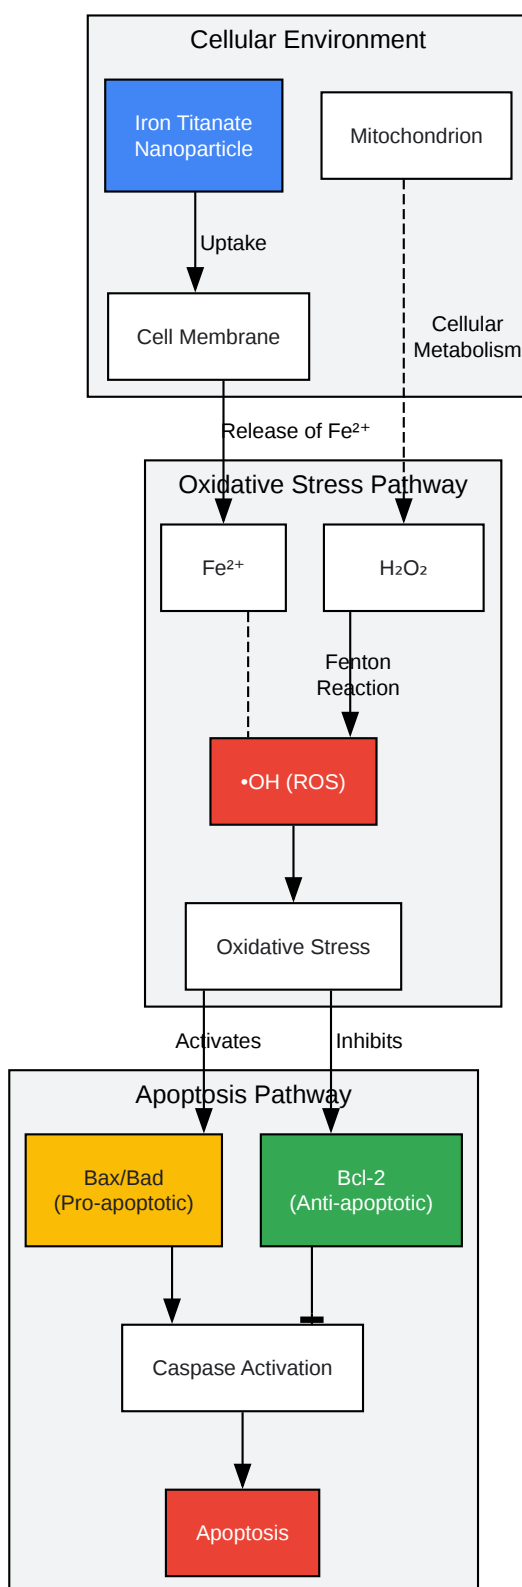 Cellular Environment
Iron Titanate
Nanoparticle
Mitochondrion
Uptake
Cell Membrane
Cellular
Metabolism
Release of Fe²⁺
Oxidative Stress Pathway
Fe²⁺
H₂O₂
Fenton
Reaction
•OH (ROS)
Oxidative Stress
Activates
Inhibits
Apoptosis Pathway
Bax/Bad
(Pro-apoptotic)
Bcl-2
(Anti-apoptotic)
Caspase Activation
Apoptosis